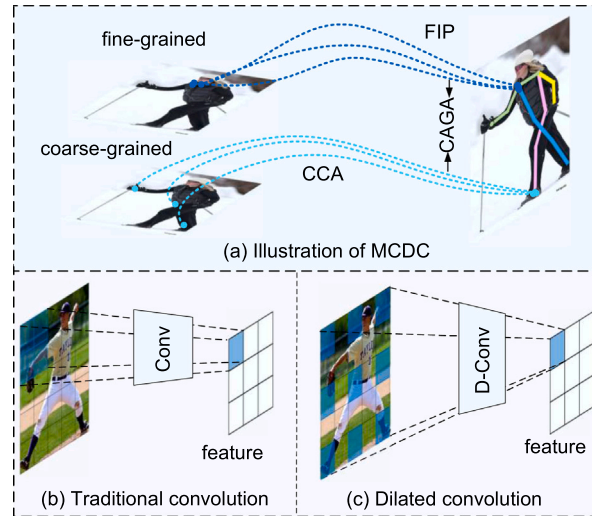 fine-grained
FIP
CAGA
coarse-grained
CCA
(a) Illustration of MCDC
Conv
feature
(b) Traditional convolution
D-Conv
feature
(c) Dilated convolution